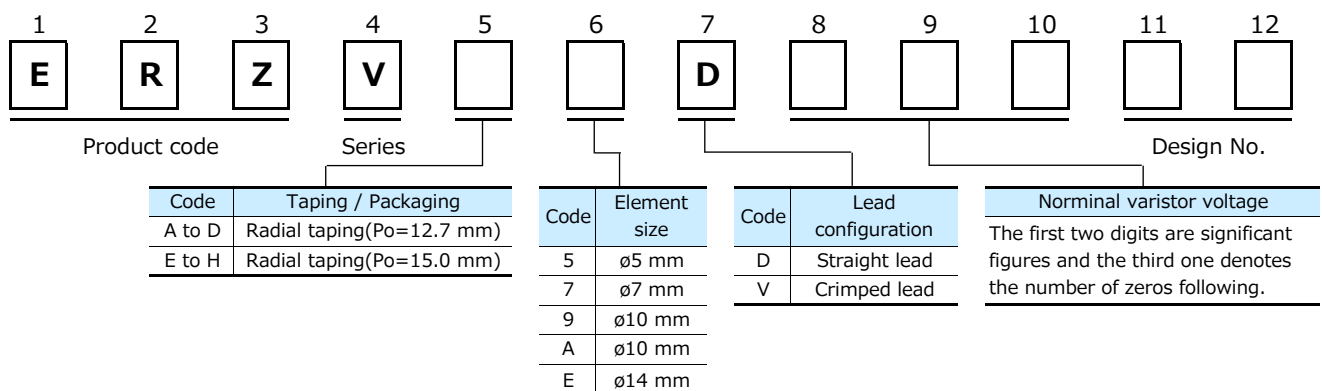 1 2 3 4 5 6 7 8 9 10 11 12
E R Z V D
Product code Series Design No.
Code Taping / Packaging
A to D Radial taping(Po=12.7 mm)
E to H Radial taping(Po=15.0 mm)
Code Element
size
5 ø5 mm
7 ø7 mm
9 ø10 mm
A ø10 mm
E ø14 mm
Code Lead
configuration
D Straight lead
V Crimped lead
Norminal varistor voltage
The first two digits are significant
figures and the third one denotes
the number of zeros following.